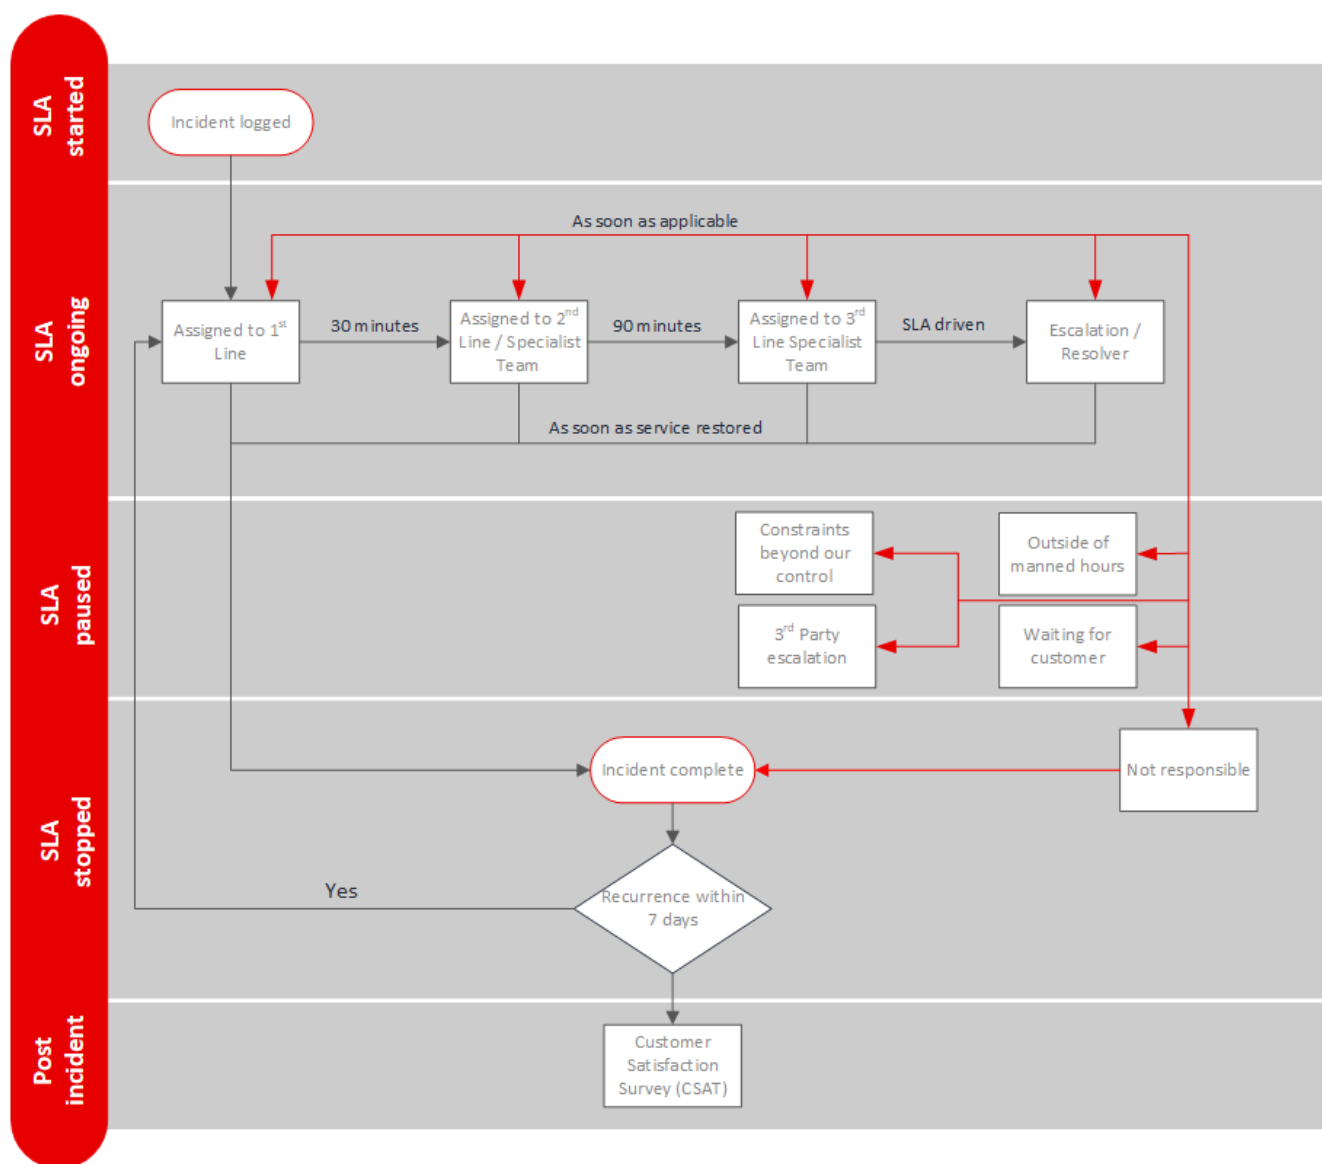 SLA
started
Incident logged
SLA
ongoing
As soon as applicable
Assigned to 1st
Line
30 minutes
Assigned to 2nd
Line / Specialist
Team
90 minutes
Assigned to 3rd
Line Specialist
Team
SLA driven
Escalation /
Resolver
As soon as service restored
SLA
paused
Constraints
beyond our
control
Outside of
manned hours
3rd Party
escalation
Waiting for
customer
SLA
stopped
Incident complete
Not responsible
Yes
Recurrence within
7 days
Post
incident
Customer
Satisfaction
Survey (CSAT)